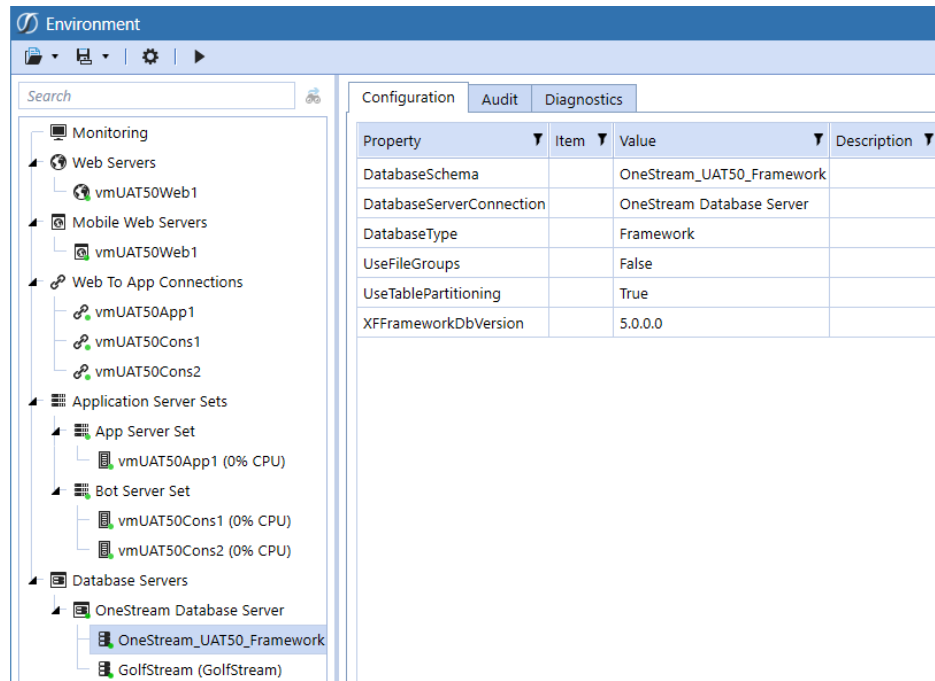 Environment
Search
Monitoring
Web Servers
vmUAT50Web1
Mobile Web Servers
vmUAT50Web1
Web To App Connections
vmUAT50App1
vmUAT50Cons1
vmUAT50Cons2
Application Server Sets
App Server Set
vmUAT50App1 (0% CPU)
Bot Server Set
vmUAT50Cons1 (0% CPU)
vmUAT50Cons2 (0% CPU)
Database Servers
OneStream Database Server
OneStream_UAT50_Framework
GolfStream (GolfStream)
Configuration Audit Diagnostics
Property Item Value Description
DatabaseSchema OneStream_UAT50_Framework
DatabaseServerConnection OneStream Database Server
DatabaseType Framework
UseFileGroups False
UseTablePartitioning True
XFFrameworkDbVersion 5.0.0.0